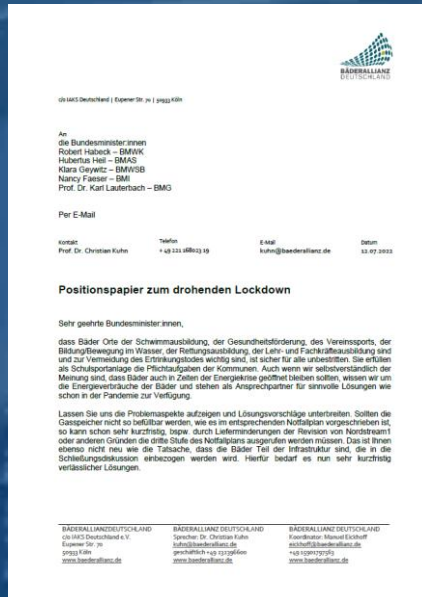 BÄDERALLIANZ
DEUTSCHLAND
c/o IAKS Deutschland | Eupener Str. 70 | 50933 Köln
An
die Bundesminister:innen
Robert Habeck – BMWK
Hubertus Heil – BMAS
Klara Geywitz – BMWSB
Nancy Faeser – BMI
Prof. Dr. Karl Lauterbach – BMG
Per E-Mail
Kontakt Telefon E-Mail Datum
Prof. Dr. Christian Kuhn + 49 221 168023 19 kuhn@baederallianz.de 12.07.2022
Positionspapier zum drohenden Lockdown
Sehr geehrte Bundesminister:innen,
dass Bäder Orte der Schwimmausbildung, der Gesundheitsförderung, des Vereinssports, der
Bildung/Bewegung im Wasser, der Rettungsausbildung, der Lehr- und Fachkräfteausbildung sind
und zur Vermeidung des Ertrinkungstodes wichtig sind, ist sicher für alle unbestritten. Sie erfüllen
als Schulsportanlage die Pflichtaufgaben der Kommunen. Auch wenn wir selbstverständlich der
Meinung sind, dass Bäder auch in Zeiten der Energiekrise geöffnet bleiben sollten, wissen wir um
die Energieverbräuche der Bäder und stehen als Ansprechpartner für sinnvolle Lösungen wie
schon in der Pandemie zur Verfügung.
Lassen Sie uns die Problemaspekte aufzeigen und Lösungsvorschläge unterbreiten. Sollten die
Gasspeicher nicht so befüllbar werden, wie es im entsprechenden Notfallplan vorgeschrieben ist,
so kann schon sehr kurzfristig, bspw. durch Lieferminderungen der Revision von Nordstream1
oder anderen Gründen die dritte Stufe des Notfallplans ausgerufen werden müssen. Das ist Ihnen
ebenso nicht neu wie die Tatsache, dass die Bäder Teil der Infrastruktur sind, die in die
Schließungsdiskussion einbezogen werden wird. Hierfür bedarf es nun sehr kurzfristig
verlässlicher Lösungen.
BÄDERALLIANZDEUTSCHLAND BÄDERALLIANZDEUTSCHLAND BÄDERALLIANZDEUTSCHLAND
c/o IAKS Deutschland e.V. Sprecher: Dr. Christian Kuhn Koordinator: Manuel Eickhoff
Eupener Str. 70 kuhn@baederallianz.de eickhoff@baederallianz.de
50933 Köln geschäftlich
www.baederallianz.de www.baederallianz.de www.baederallianz.de